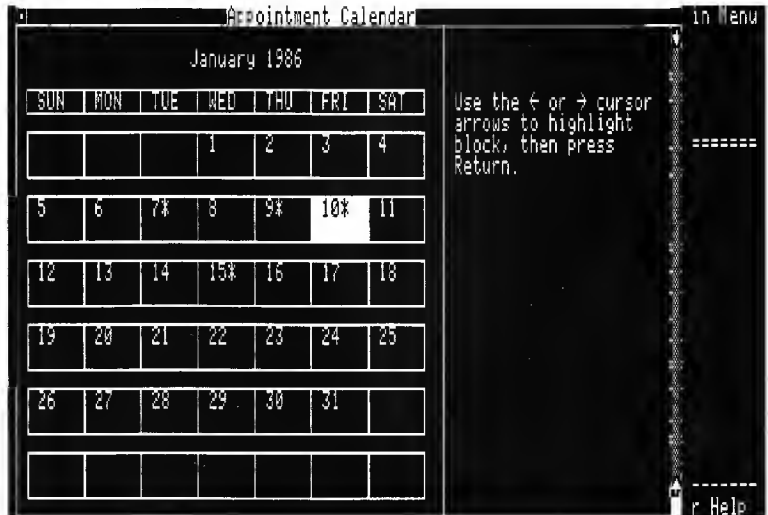 Appointment Calendar
in Menu
January 1986
SUN MON TUE WED THU FRI SAT
1 2 3 4
5 6 7* 8 9* 10* 11
12 13 14 15* 16 17 18
19 20 21 22 23 24 25
26 27 28 29 30 31
Use the ← or → cursor
arrows to highlight
block, then press
Return.
=======
-------
r Help